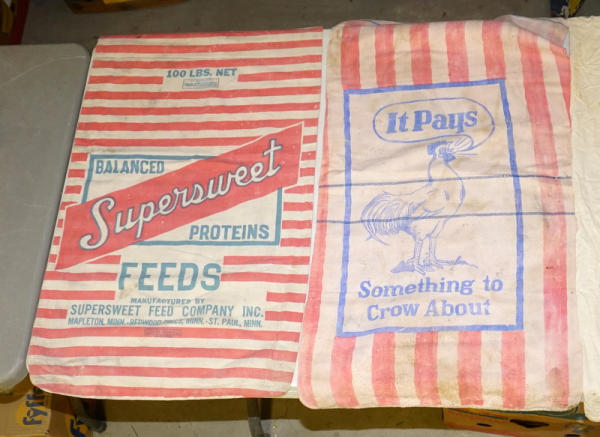 100 LBS. NET
BALANCED
Supersweet
PROTEINS
FEEDS
MANUFACTURED BY
SUPERSWEET FEED COMPANY INC.
MAPLETON, MINN.-REDWOOD FALLS, MINN.-ST. PAUL, MINN.
It Pays
Something to
Crow About